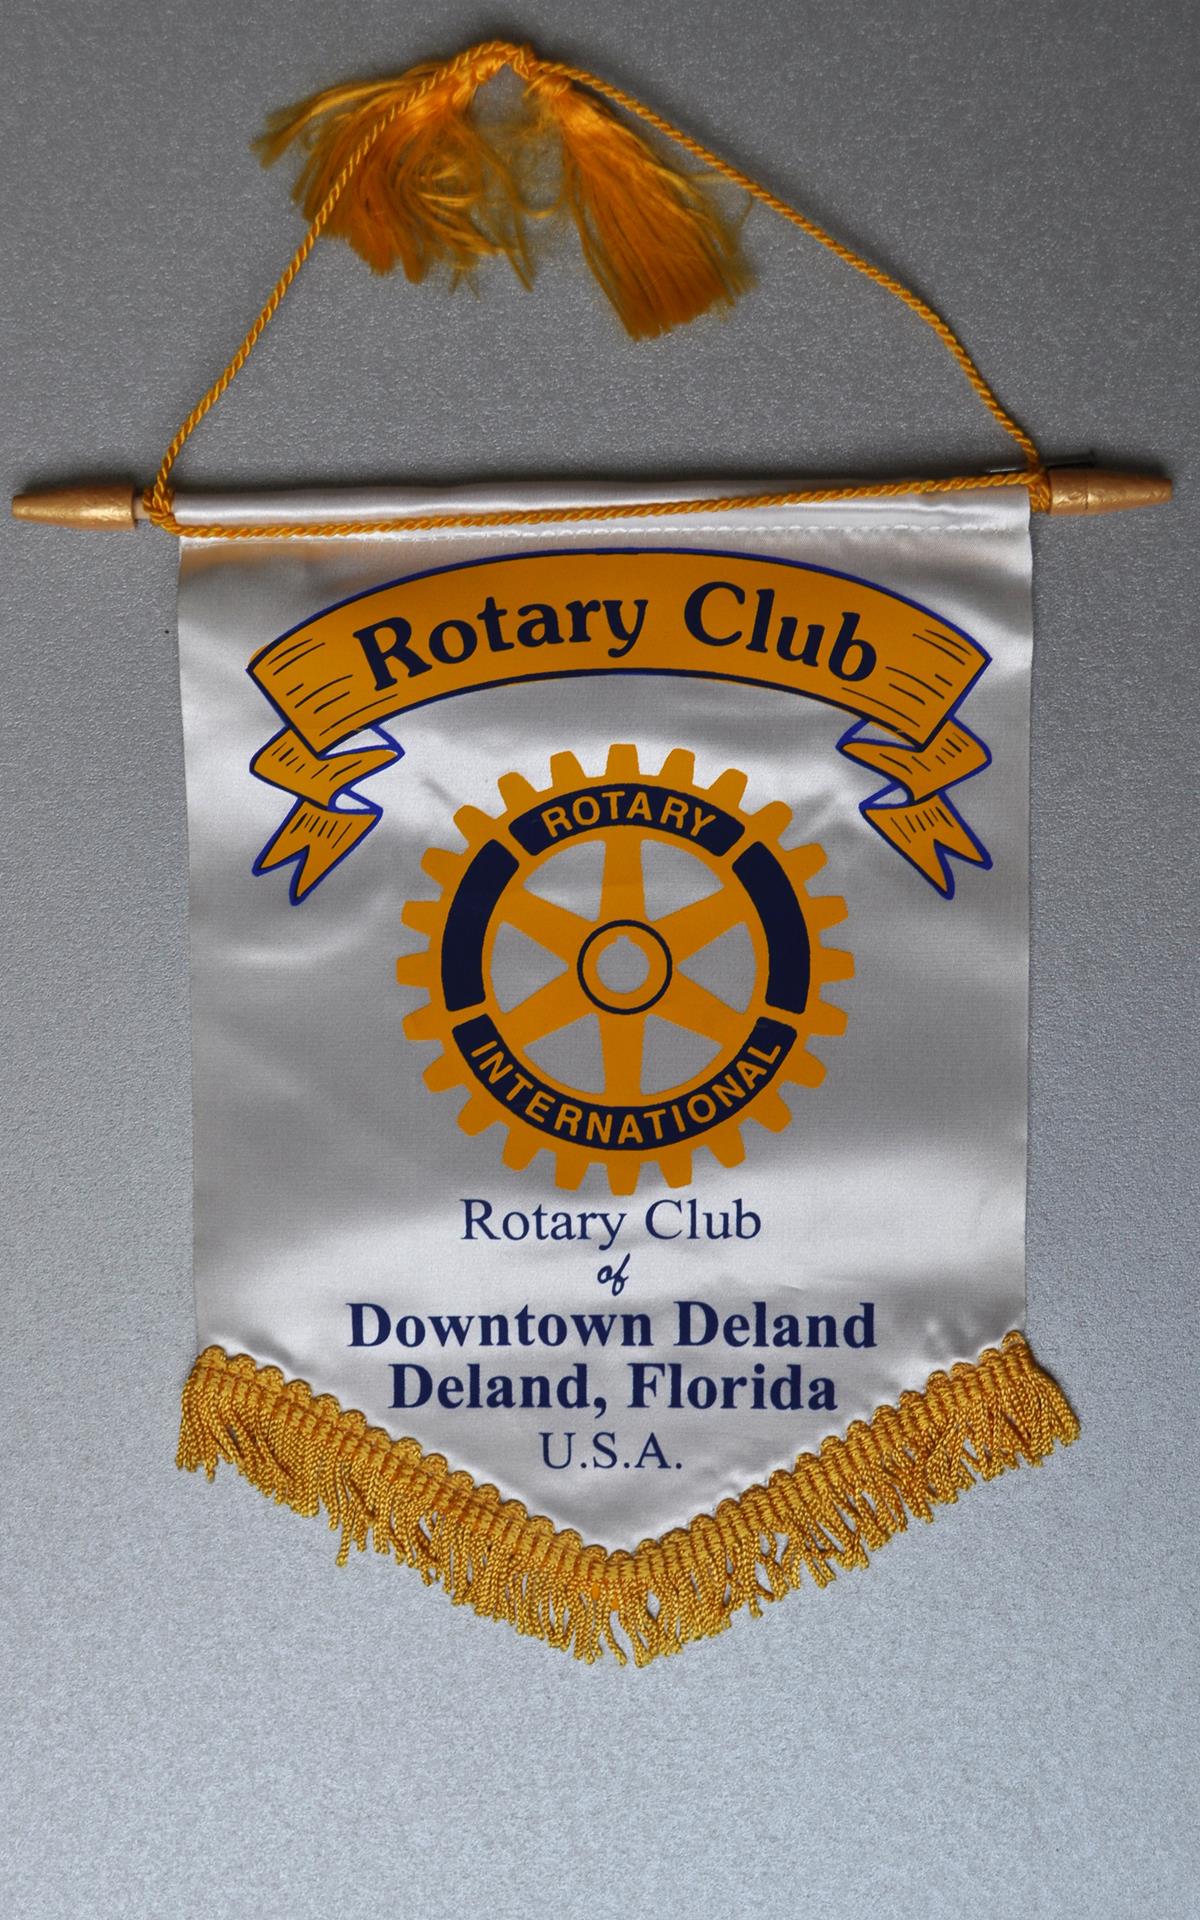 Rotary Club
ROTARY
INTERNATIONAL
Rotary Club
of
Downtown Deland
Deland, Florida
U.S.A.